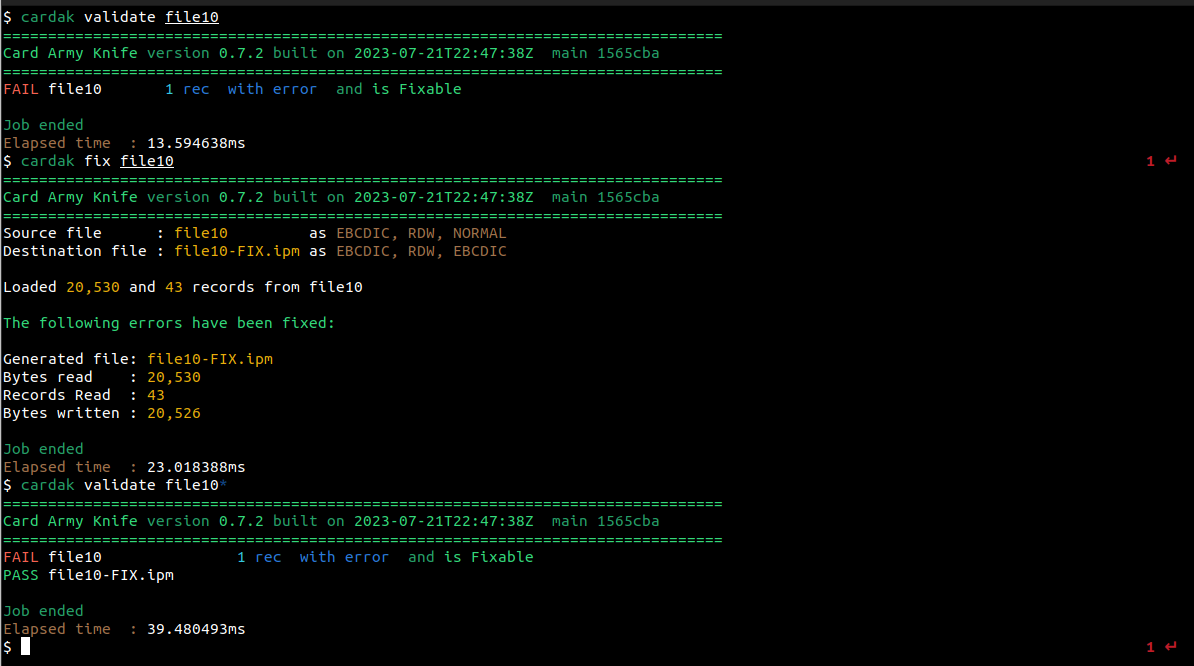 $ cardak validate file10
================================================================================
Card Army Knife version 0.7.2 built on 2023-07-21T22:47:38Z  main 1565cba
================================================================================
FAIL file10       1 rec  with error  and is Fixable

Job ended
Elapsed time  : 13.594638ms
$ cardak fix file10 1 ↵
================================================================================
Card Army Knife version 0.7.2 built on 2023-07-21T22:47:38Z  main 1565cba
================================================================================
Source file      : file10         as EBCDIC, RDW, NORMAL
Destination file : file10-FIX.ipm as EBCDIC, RDW, EBCDIC

Loaded 20,530 and 43 records from file10

The following errors have been fixed:

Generated file: file10-FIX.ipm
Bytes read    : 20,530
Records Read  : 43
Bytes written : 20,526

Job ended
Elapsed time  : 23.018388ms
$ cardak validate file10*
================================================================================
Card Army Knife version 0.7.2 built on 2023-07-21T22:47:38Z  main 1565cba
================================================================================
FAIL file10               1 rec  with error  and is Fixable
PASS file10-FIX.ipm

Job ended
Elapsed time  : 39.480493ms
$ 1 ↵